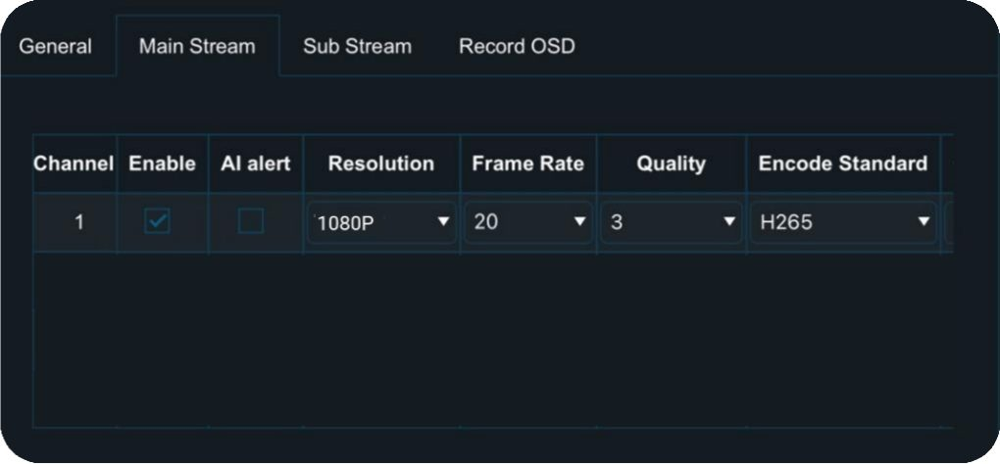 General Main Stream Sub Stream Record OSD
Channel Enable AI alert Resolution Frame Rate Quality Encode Standard
1 1080P 20 3 H265